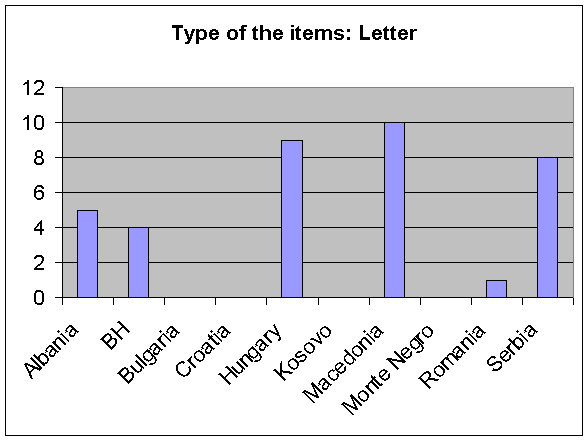 Type of the items: Letter
12
10
8
6
4
2
0
Albania
BH
Bulgaria
Croatia
Hungary
Kosovo
Macedonia
Monte Negro
Romania
Serbia